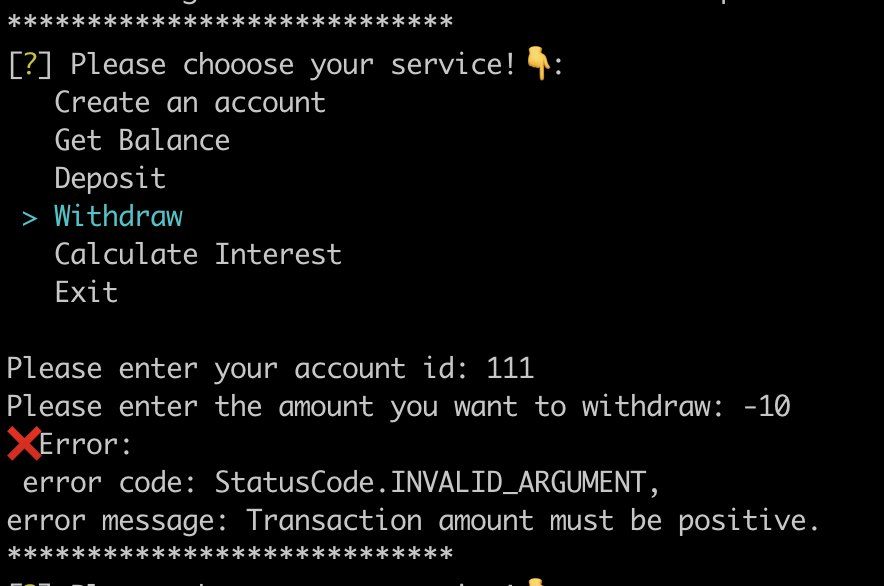 ****************************
[?] Please chooose your service!👇:
   Create an account
   Get Balance
   Deposit
 > Withdraw
   Calculate Interest
   Exit
Please enter your account id: 111
Please enter the amount you want to withdraw: -10
❌Error:
 error code: StatusCode.INVALID_ARGUMENT,
error message: Transaction amount must be positive.
****************************